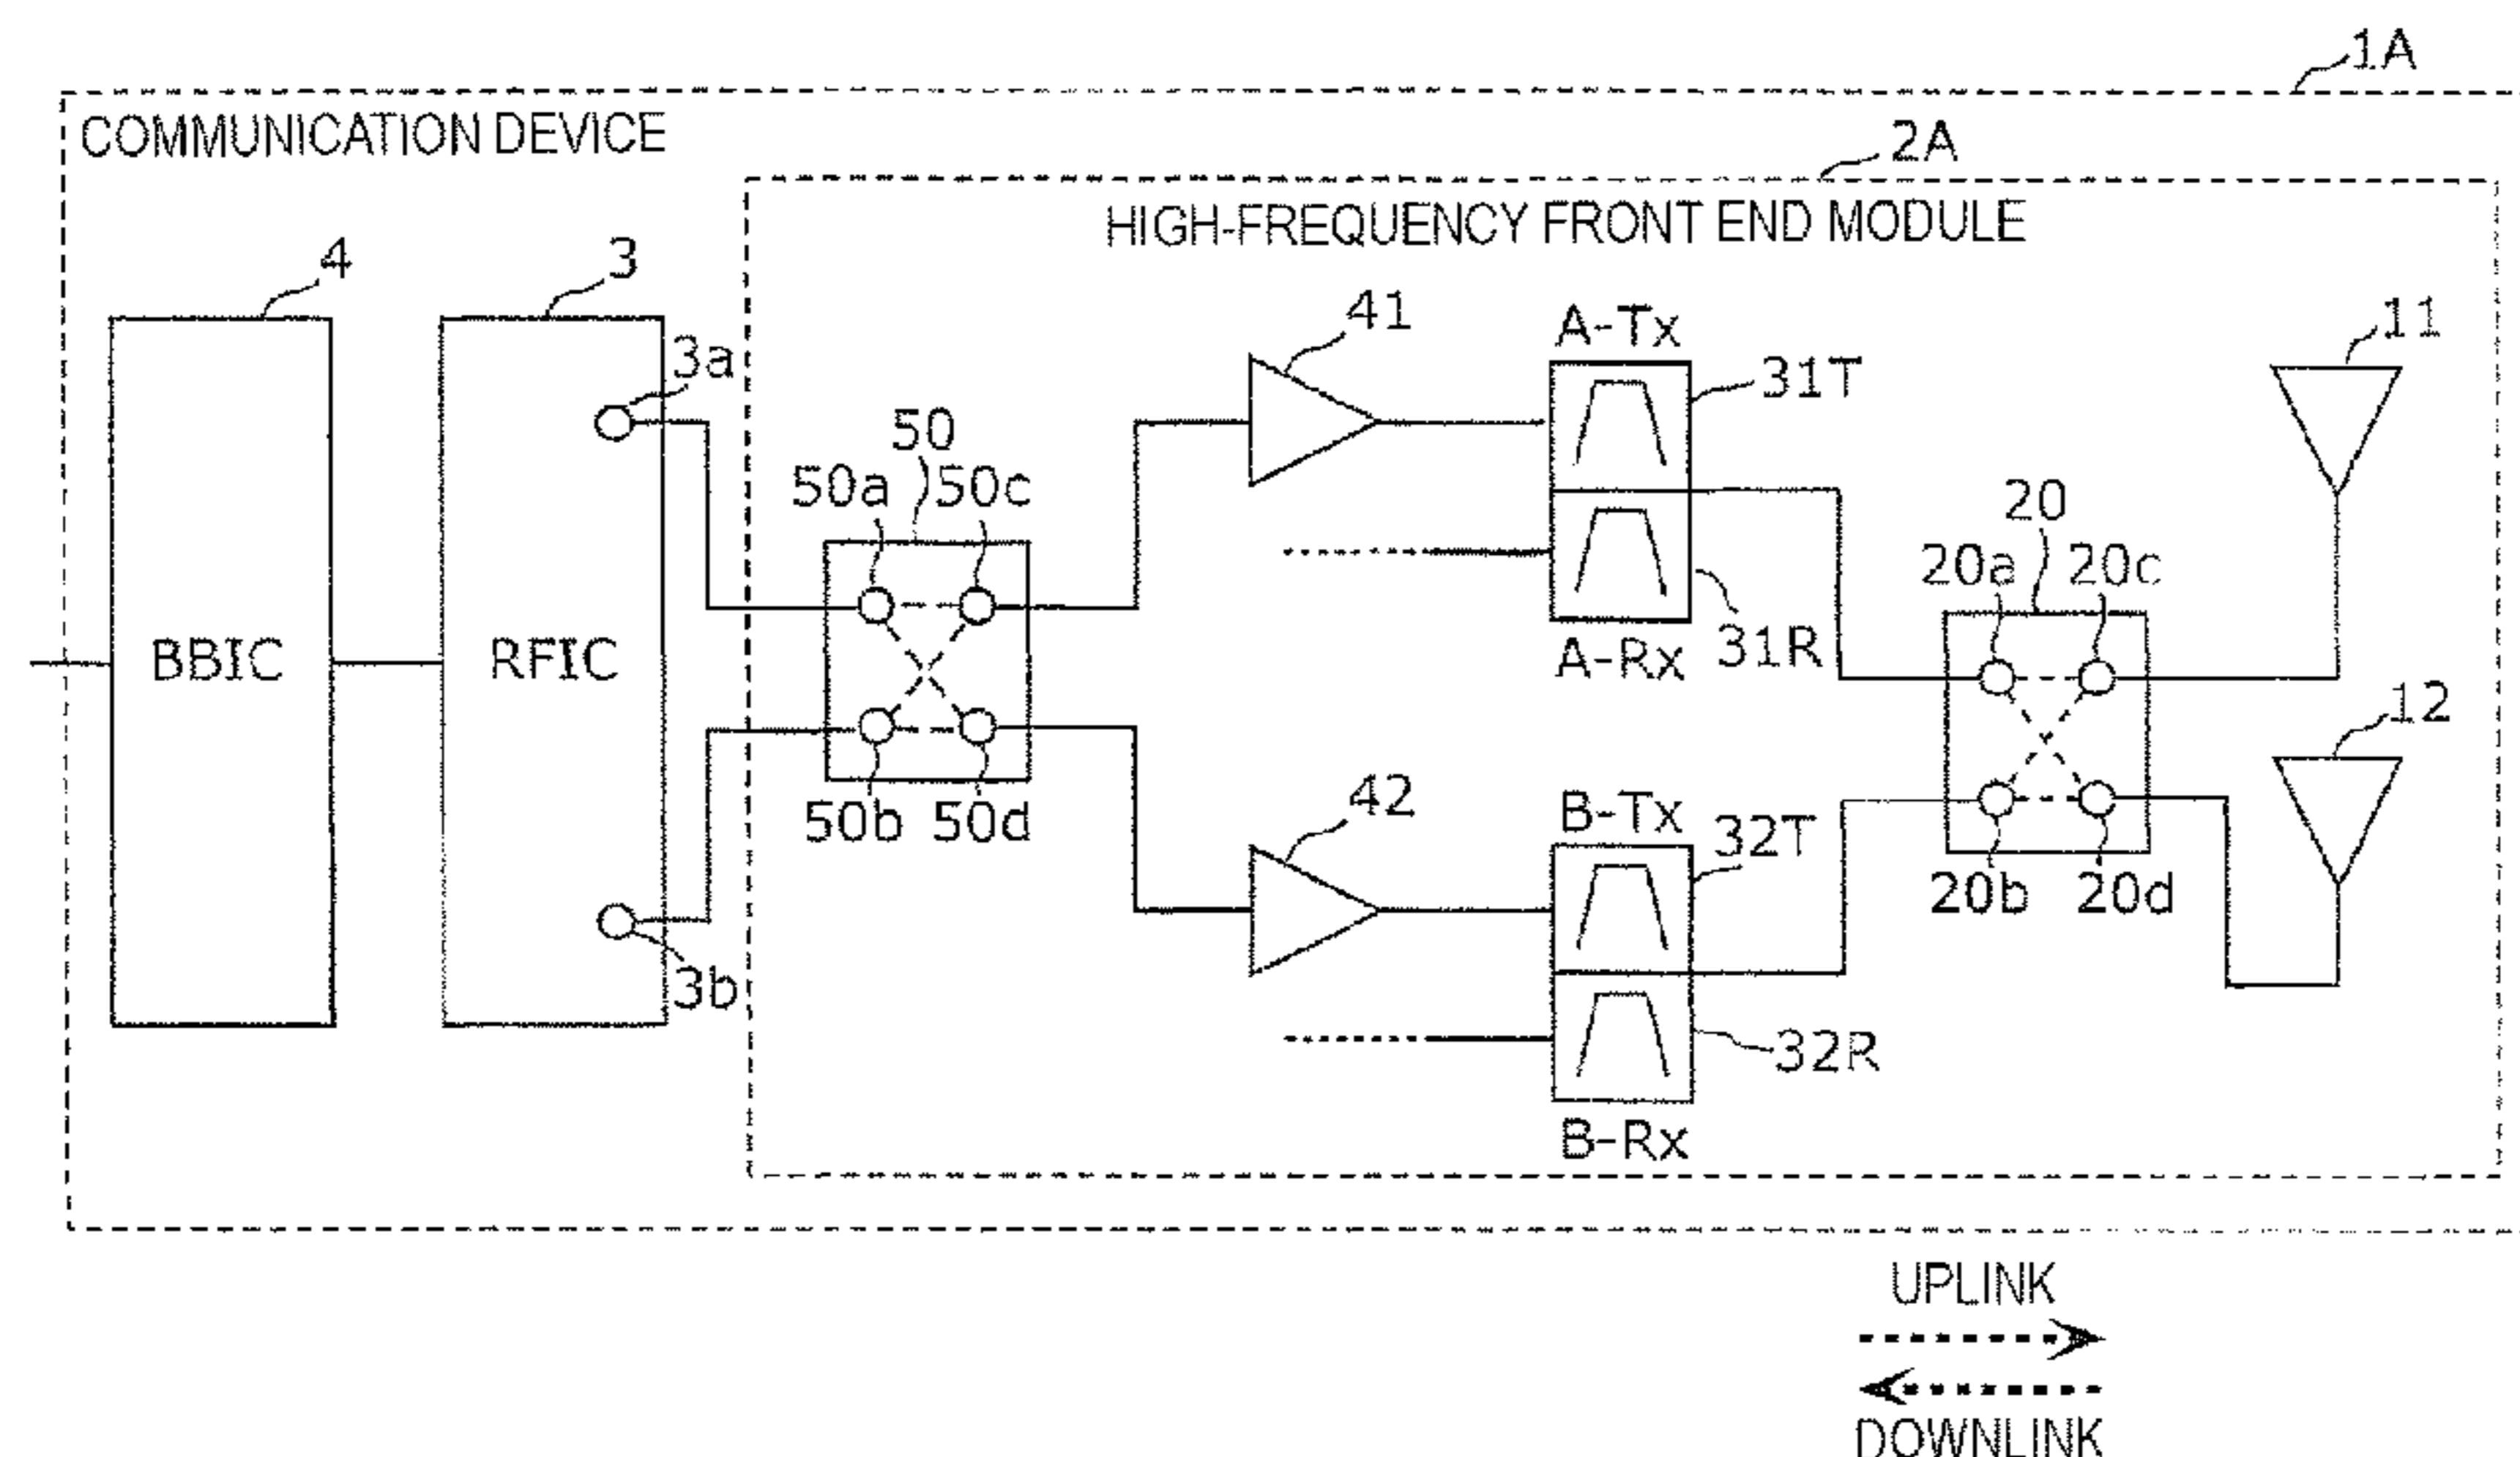 1A
COMMUNICATION DEVICE
2A
HIGH-FREQUENCY FRONT END MODULE
4
3
41
A-Tx
11
3a
31T
50
50a
50c
20
20a
20c
BBIC
RFIC
A-Rx
31R
12
50b
50d
42
B-Tx
32T
20b
20d
3b
32R
B-Rx
UPLINK
DOWNLINK